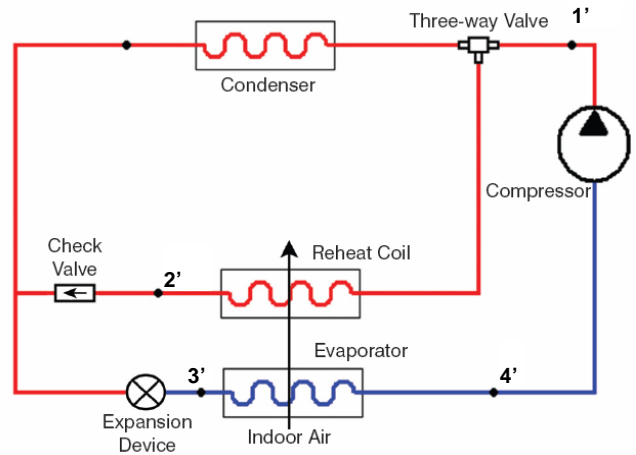 Three-way Valve
1’
Condenser
Compressor
Check
Valve
2’
Reheat Coil
Evaporator
3’
4’
Expansion
Device
Indoor Air